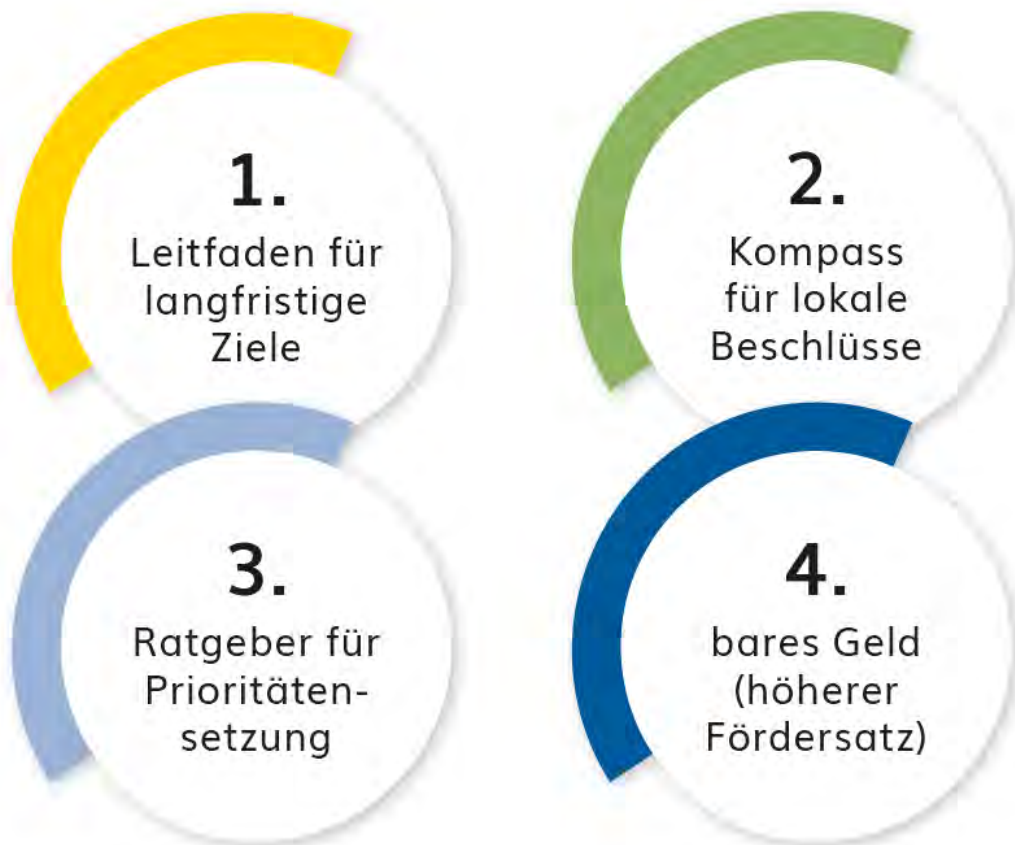 1.
Leitfaden für
langfristige
Ziele
2.
Kompass
für lokale
Beschlüsse
3.
Ratgeber für
Prioritäten-
setzung
4.
bares Geld
(höherer
Fördersatz)